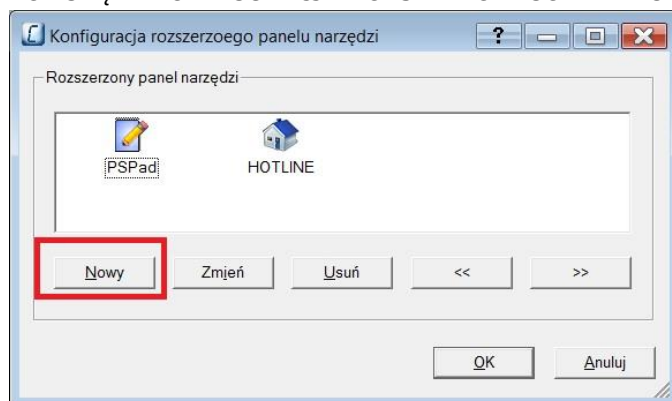 Konfiguracja rozszerzoego panelu narzędzi
?
Rozszerzony panel narzędzi
PSPad
HOTLINE
Nowy
Zmień
Usuń
<<
>>
OK
Anuluj